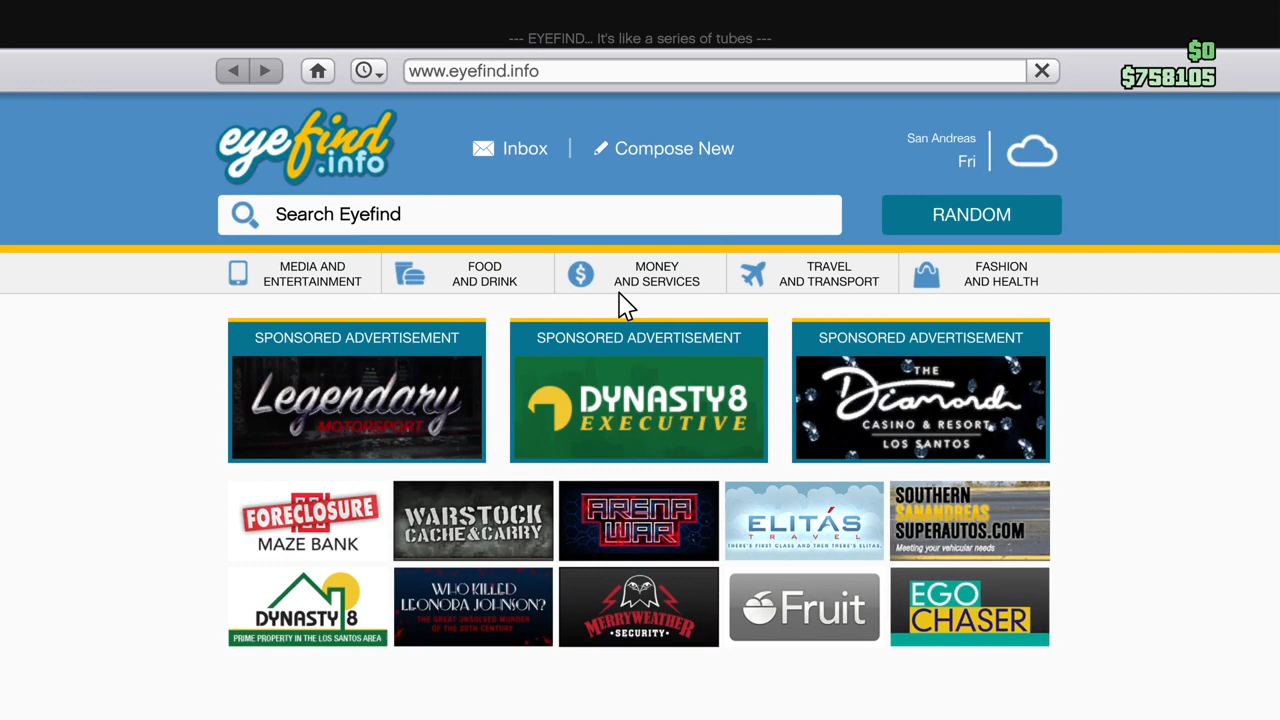 --- EYEFIND... It's like a series of tubes ---
$0
www.eyefind.info
$758105
eyefind
.info
Inbox
Compose New
San Andreas
Fri
Search Eyefind
RANDOM
MEDIA AND
ENTERTAINMENT
FOOD
AND DRINK
MONEY
AND SERVICES
TRAVEL
AND TRANSPORT
FASHION
AND HEALTH
SPONSORED ADVERTISEMENT
Legendary
MOTORSPORT
SPONSORED ADVERTISEMENT
DYNASTY8
EXECUTIVE
SPONSORED ADVERTISEMENT
THE
Diamond
CASINO & RESORT
LOS SANTOS
FORECLOSURE
MAZE BANK
WARSTOCK
CACHE&CARRY
ARENA
WAR
ELITÁS
TRAVEL
THERE'S FIRST CLASS AND THEN THERE'S ELITAS.
SOUTHERN
SANANDREAS
SUPERAUTOS.COM
Meeting your vehicular needs
DYNASTY 8
PRIME PROPERTY IN THE LOS SANTOS AREA
WHO KILLED
LEONORA JOHNSON?
THE GREAT UNSOLVED MURDER
OF THE 20TH CENTURY
MERRYWEATHER
SECURITY
Fruit
EGO
CHASER